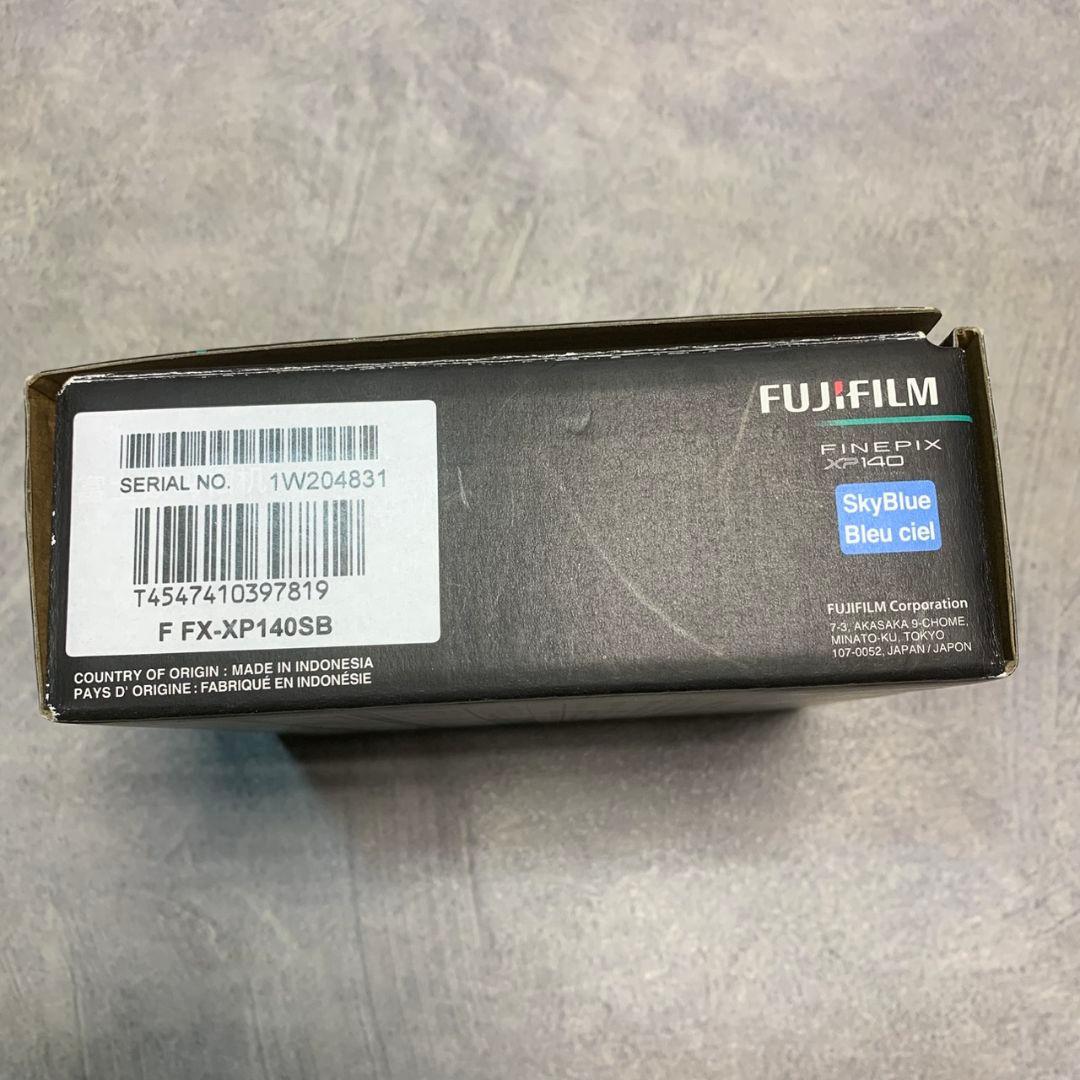 SERIAL NO. 1W204831
T4547410397819
F FX-XP140SB
COUNTRY OF ORIGIN : MADE IN INDONESIA
PAYS D' ORIGINE : FABRIQUÉ EN INDONÉSIE
FUJIFILM
FINEPIX
XP140
SkyBlue
Bleu ciel
FUJIFILM Corporation
7-3, AKASAKA 9-CHOME,
MINATO-KU, TOKYO
107-0052, JAPAN / JAPON